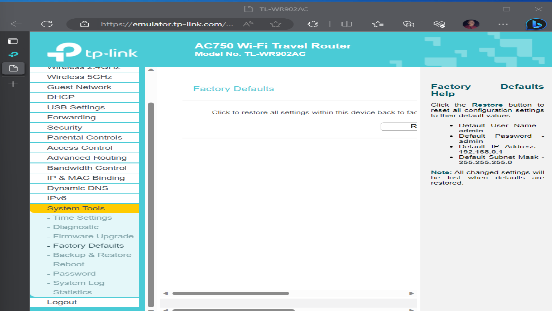 TL-WR902AC
https://emulator.tp-link.com/...
tp-link
AC750 Wi-Fi Travel Router
Model No. TL-WR902AC
Wireless 2.4GHz
Wireless 5GHz
Guest Network
DHCP
USB Settings
Forwarding
Security
Parental Controls
Access Control
Advanced Routing
Bandwidth Control
IP & MAC Binding
Dynamic DNS
IPv6
System Tools
- Time Settings
- Diagnostic
- Firmware Upgrade
- Factory Defaults
- Backup & Restore
- Reboot
- Password
- System Log
- Statistics
Logout
Factory Defaults
Click to restore all settings within this device back to fac
R
Factory Defaults
Help
Click the Restore button to
reset all configuration settings
to their default values.
• Default User Name -
admin
• Default Password -
admin
• Default IP Address -
192.168.0.1
• Default Subnet Mask -
255.255.255.0
Note: All changed settings will
be lost when defaults are
restored.